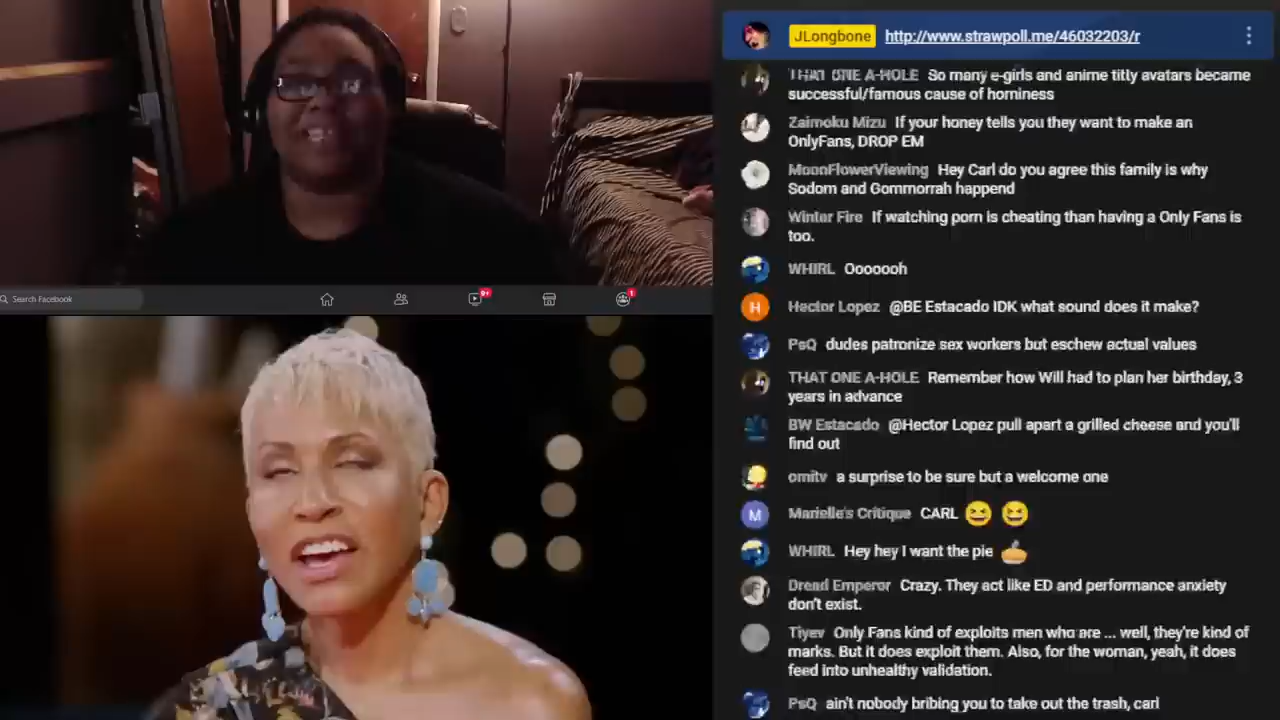 JLongbone http://www.strawpoll.me/46032203/r
THAT ONE A-HOLE So many e-girls and anime titty avatars became
successful/famous cause of horniness
Zaimoku Mizu If your honey tells you they want to make an
OnlyFans, DROP EM
MoonFlowerViewing Hey Carl do you agree this family is why
Sodom and Gommorrah happend
Winter Fire If watching porn is cheating than having a Only Fans is
too.
WHIRL Ooooooh
H Hector Lopez @BE Estacado IDK what sound does it make?
PsQ dudes patronize sex workers but eschew actual values
THAT ONE A-HOLE Remember how Will had to plan her birthday, 3
years in advance
BW Estacado @Hector Lopez pull apart a grilled cheese and you'll
find out
omitv a surprise to be sure but a welcome one
M Marielle's Critique CARL 😆 😆
WHIRL Hey hey I want the pie 🥧
Dread Emperor Crazy. They act like ED and performance anxiety
don't exist.
Tiyev Only Fans kind of exploits men who are ... well, they're kind of
marks. But it does exploit them. Also, for the woman, yeah, it does
feed into unhealthy validation.
PsQ ain't nobody bribing you to take out the trash, carl
Search Facebook
9+
1